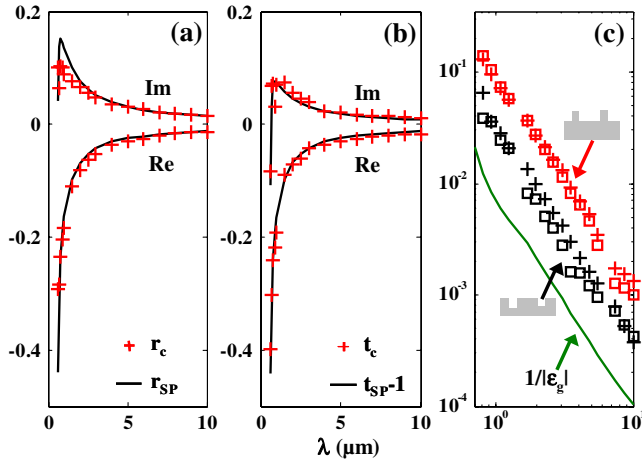 0.2
0
-0.2
-0.4
(a)
Im
Re
r_c
r_SP
0
5
10
0.2
0
-0.2
-0.4
(b)
Im
Re
t_c
t_SP-1
0
5
10
λ [μm]
(c)
10^-1
10^-2
10^-3
10^-4
1/|ε_g|
10^0